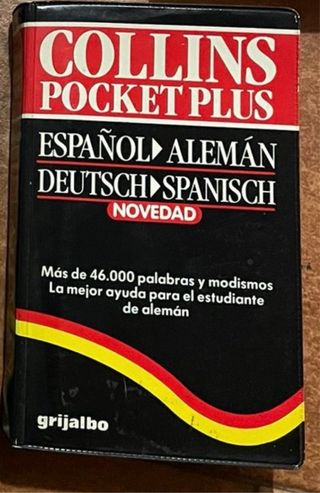 COLLINS
POCKET PLUS
ESPAÑOL▶ALEMÁN
DEUTSCH▶SPANISCH
NOVEDAD
Más de 46.000 palabras y modismos
La mejor ayuda para el estudiante
de alemán
grijalbo